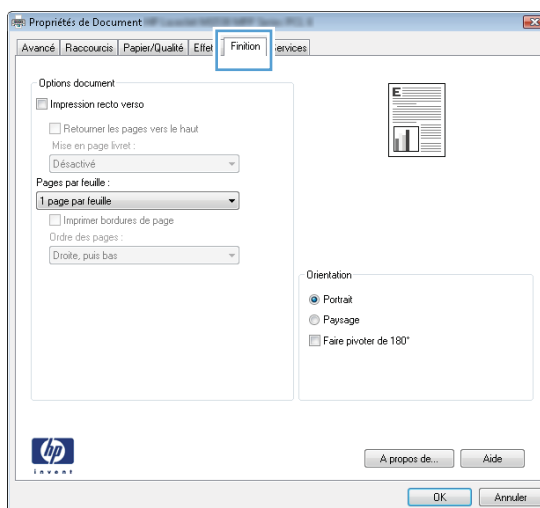 Propriétés de Document
Avancé Raccourcis Papier/Qualité Effet Finition ervices
Options document
Impression recto verso
Retourner les pages vers le haut
Mise en page livret :
Désactivé
Pages par feuille :
1 page par feuille
Imprimer bordures de page
Ordre des pages :
Droite, puis bas
E
Orientation
Portrait
Paysage
Faire pivoter de 180°
hp
invent
A propos de... Aide
OK Annuler